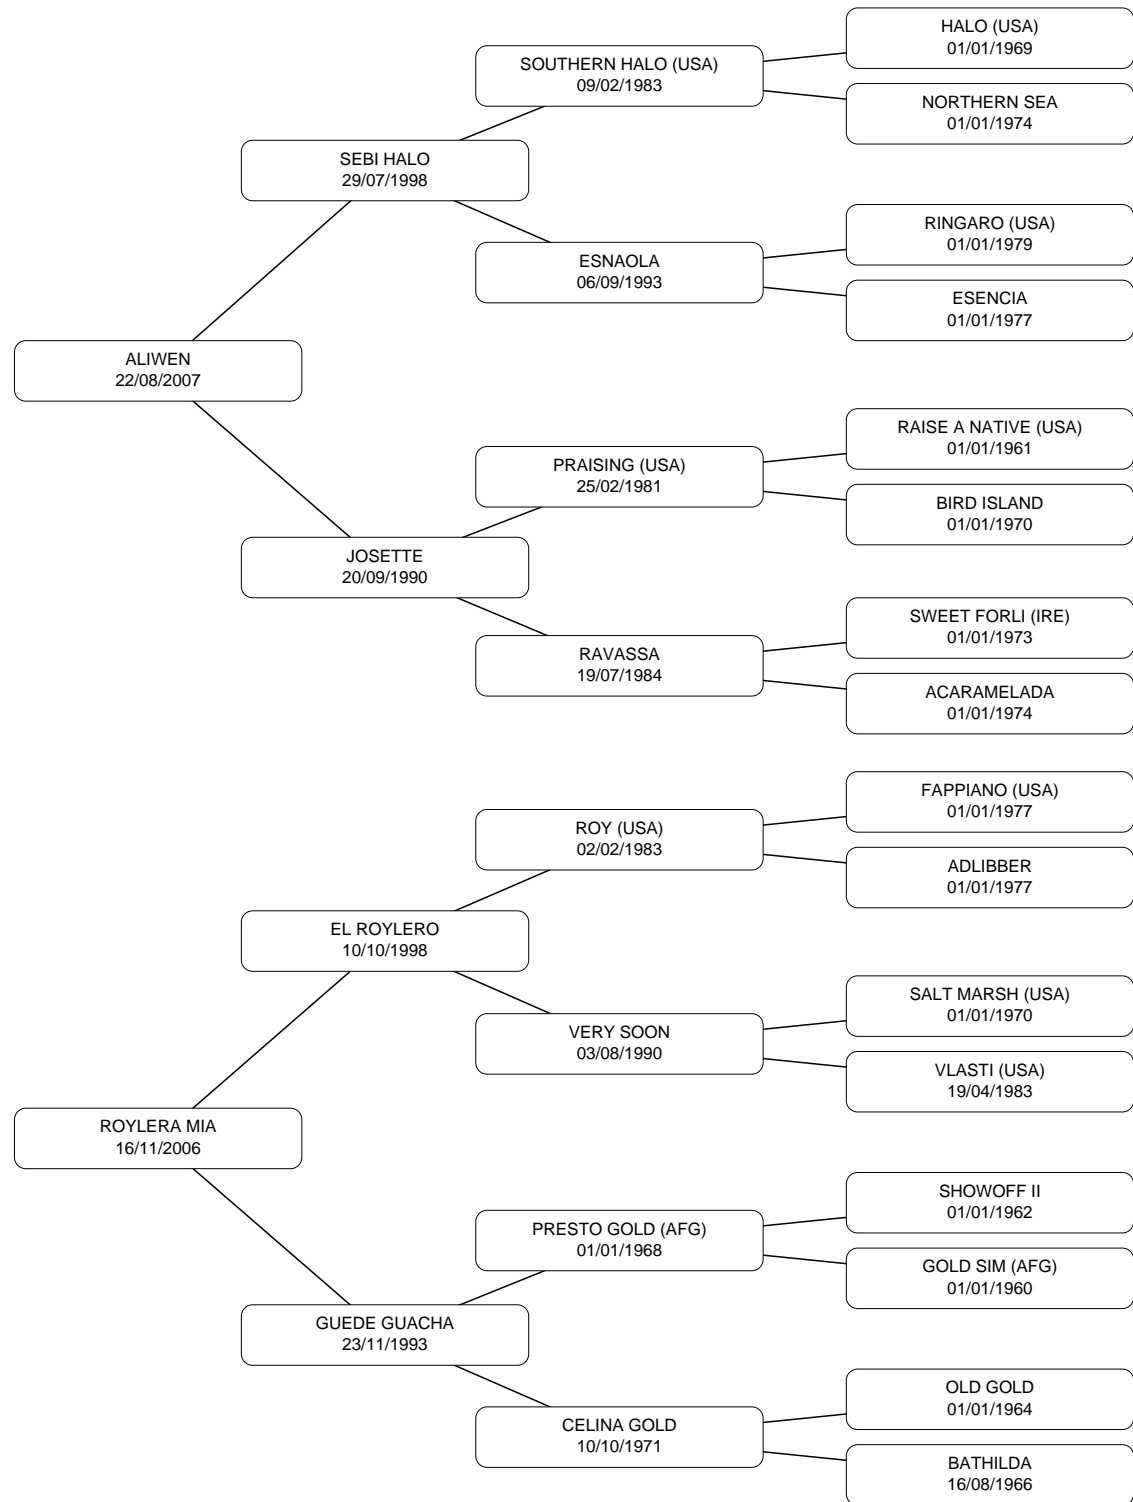 HALO (USA)
01/01/1969
SOUTHERN HALO (USA)
09/02/1983
NORTHERN SEA
01/01/1974
SEBI HALO
29/07/1998
RINGARO (USA)
01/01/1979
ESNAOLA
06/09/1993
ESENCIA
01/01/1977
ALIWEN
22/08/2007
RAISE A NATIVE (USA)
01/01/1961
PRAISING (USA)
25/02/1981
BIRD ISLAND
01/01/1970
JOSETTE
20/09/1990
SWEET FORLI (IRE)
01/01/1973
RAVASSA
19/07/1984
ACARAMELADA
01/01/1974
FAPPIANO (USA)
01/01/1977
ROY (USA)
02/02/1983
ADLIBBER
01/01/1977
EL ROYLERO
10/10/1998
SALT MARSH (USA)
01/01/1970
VERY SOON
03/08/1990
VLASTI (USA)
19/04/1983
ROYLERA MIA
16/11/2006
SHOWOFF II
01/01/1962
PRESTO GOLD (AFG)
01/01/1968
GOLD SIM (AFG)
01/01/1960
GUEDE GUACHA
23/11/1993
OLD GOLD
01/01/1964
CELINA GOLD
10/10/1971
BATHILDA
16/08/1966